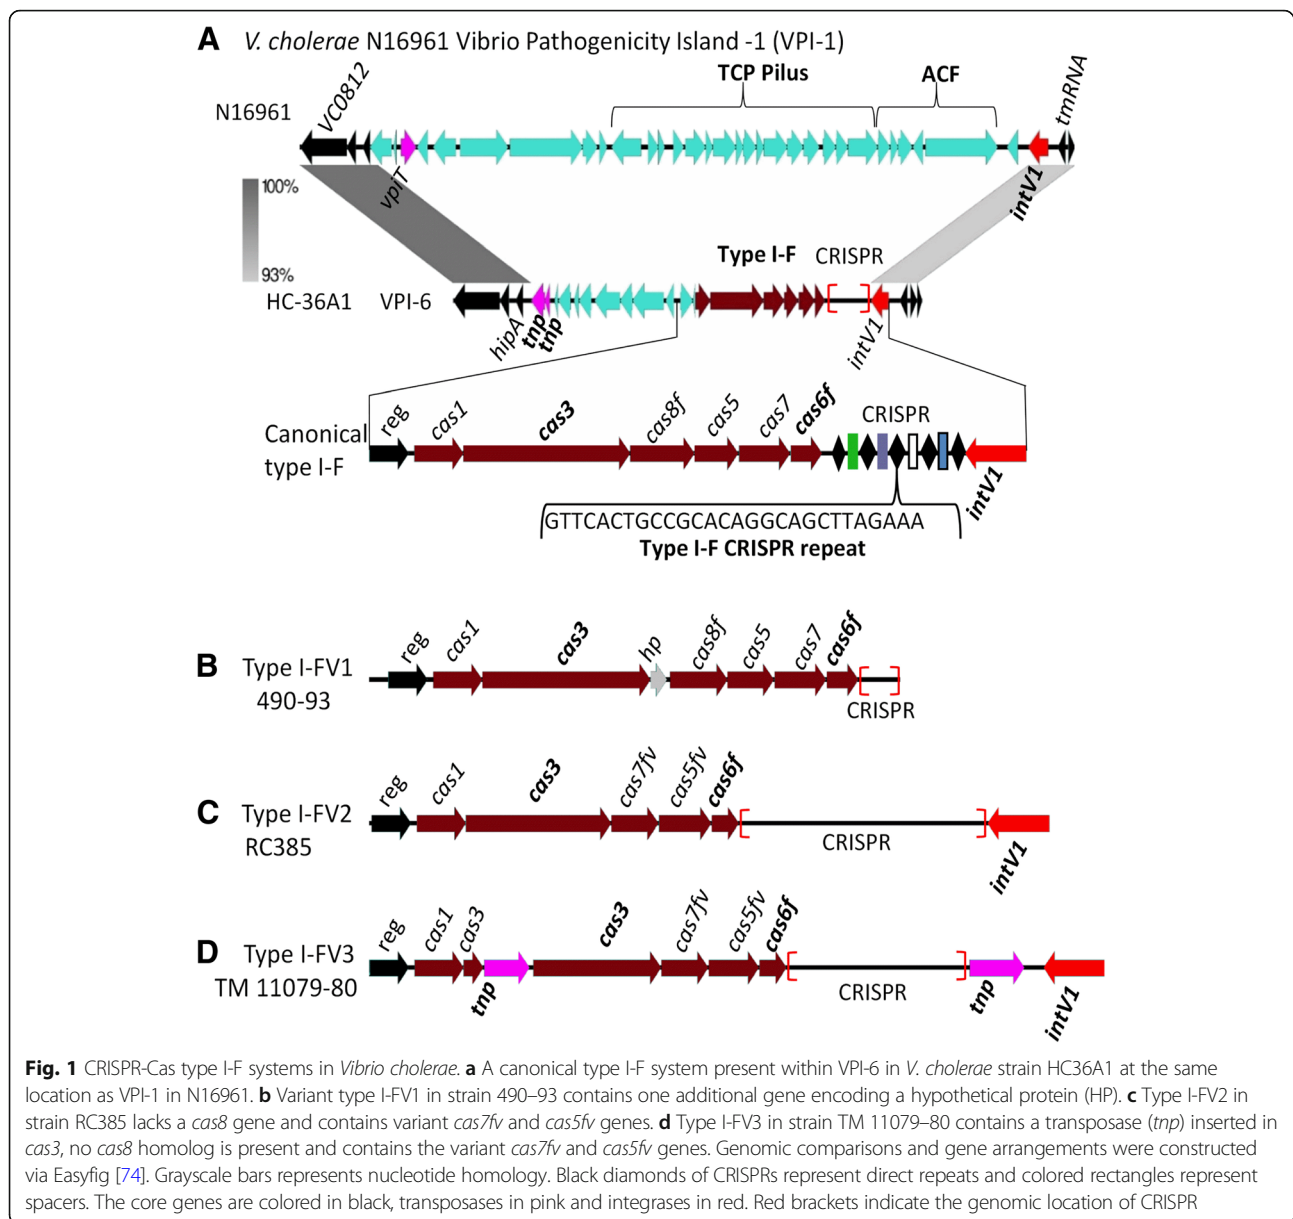 A V. cholerae N16961 Vibrio Pathogenicity Island -1 (VPI-1)
TCP Pilus
ACF
N16961
VC0812
tmRNA
vpiT
intV1
100%
93%
Type I-F
CRISPR
HC-36A1 VPI-6
hipA
tnp
tnp
intV1
Canonical
type I-F
reg
cas1
cas3
cas8f
cas5
cas7
cas6f
CRISPR
intV1
GTTCACTGCCGCACAGGCAGCTTAGAAA
Type I-F CRISPR repeat
B Type I-FV1
490-93
reg
cas1
cas3
hp
cas8f
cas5
cas7
cas6f
CRISPR
C Type I-FV2
RC385
reg
cas1
cas3
cas7fv
cas5fv
cas6f
CRISPR
intV1
D Type I-FV3
TM 11079-80
reg
cas1
cas3
tnp
cas3
cas7fv
cas5fv
cas6f
CRISPR
tnp
intV1
Fig. 1 CRISPR-Cas type I-F systems in Vibrio cholerae. a A canonical type I-F system present within VPI-6 in V. cholerae strain HC36A1 at the same
location as VPI-1 in N16961. b Variant type I-FV1 in strain 490–93 contains one additional gene encoding a hypothetical protein (HP). c Type I-FV2 in
strain RC385 lacks a cas8 gene and contains variant cas7fv and cas5fv genes. d Type I-FV3 in strain TM 11079–80 contains a transposase (tnp) inserted in
cas3, no cas8 homolog is present and contains the variant cas7fv and cas5fv genes. Genomic comparisons and gene arrangements were constructed
via Easyfig [74]. Grayscale bars represents nucleotide homology. Black diamonds of CRISPRs represent direct repeats and colored rectangles represent
spacers. The core genes are colored in black, transposases in pink and integrases in red. Red brackets indicate the genomic location of CRISPR